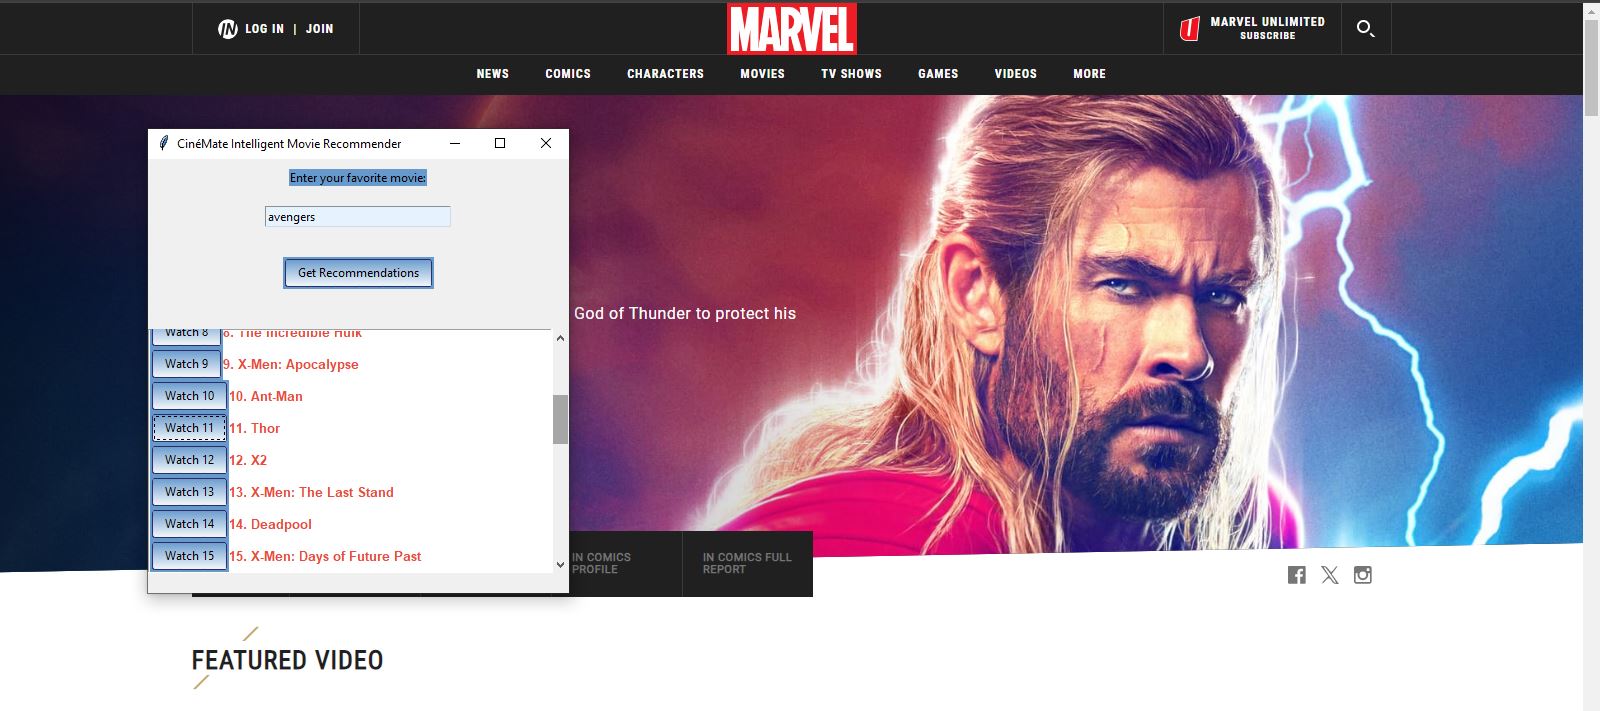 LOG IN | JOIN
MARVEL
MARVEL UNLIMITED
SUBSCRIBE
NEWS COMICS CHARACTERS MOVIES TV SHOWS GAMES VIDEOS MORE
CinéMate Intelligent Movie Recommender
Enter your favorite movie:
avengers
Get Recommendations
God of Thunder to protect his
Watch 8 8. The Incredible Hulk
Watch 9 9. X-Men: Apocalypse
Watch 10 10. Ant-Man
Watch 11 11. Thor
Watch 12 12. X2
Watch 13 13. X-Men: The Last Stand
Watch 14 14. Deadpool
Watch 15 15. X-Men: Days of Future Past
IN COMICS
PROFILE
IN COMICS FULL
REPORT
FEATURED VIDEO